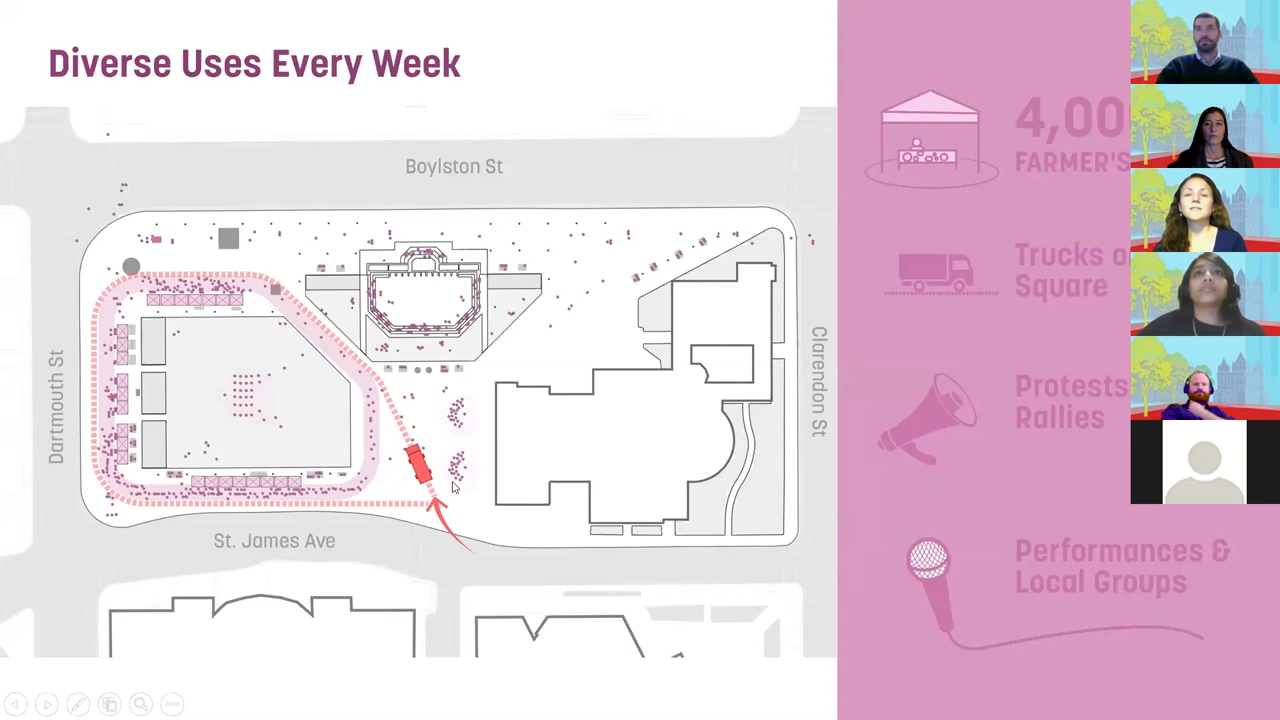 Diverse Uses Every Week
Boylston St
Dartmouth St
Clarendon St
St. James Ave
4,00
FARMER'S
Trucks o
Square
Protests
Rallies
Performances &
Local Groups